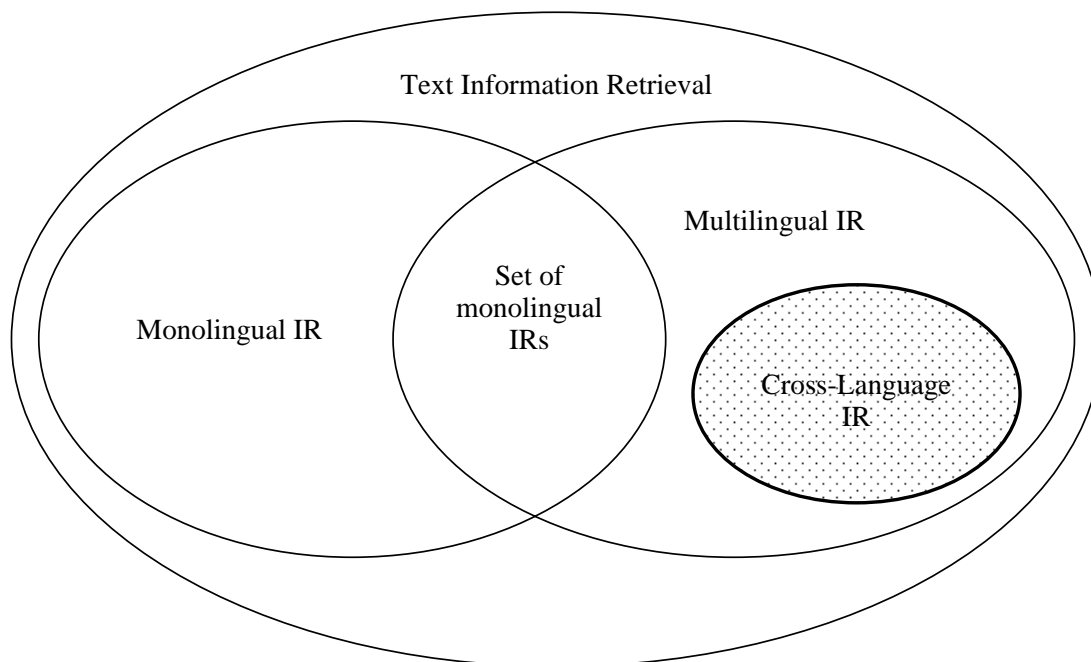 Text Information Retrieval
Multilingual IR
Set of
monolingual
IRs
Monolingual IR
Cross-Language
IR